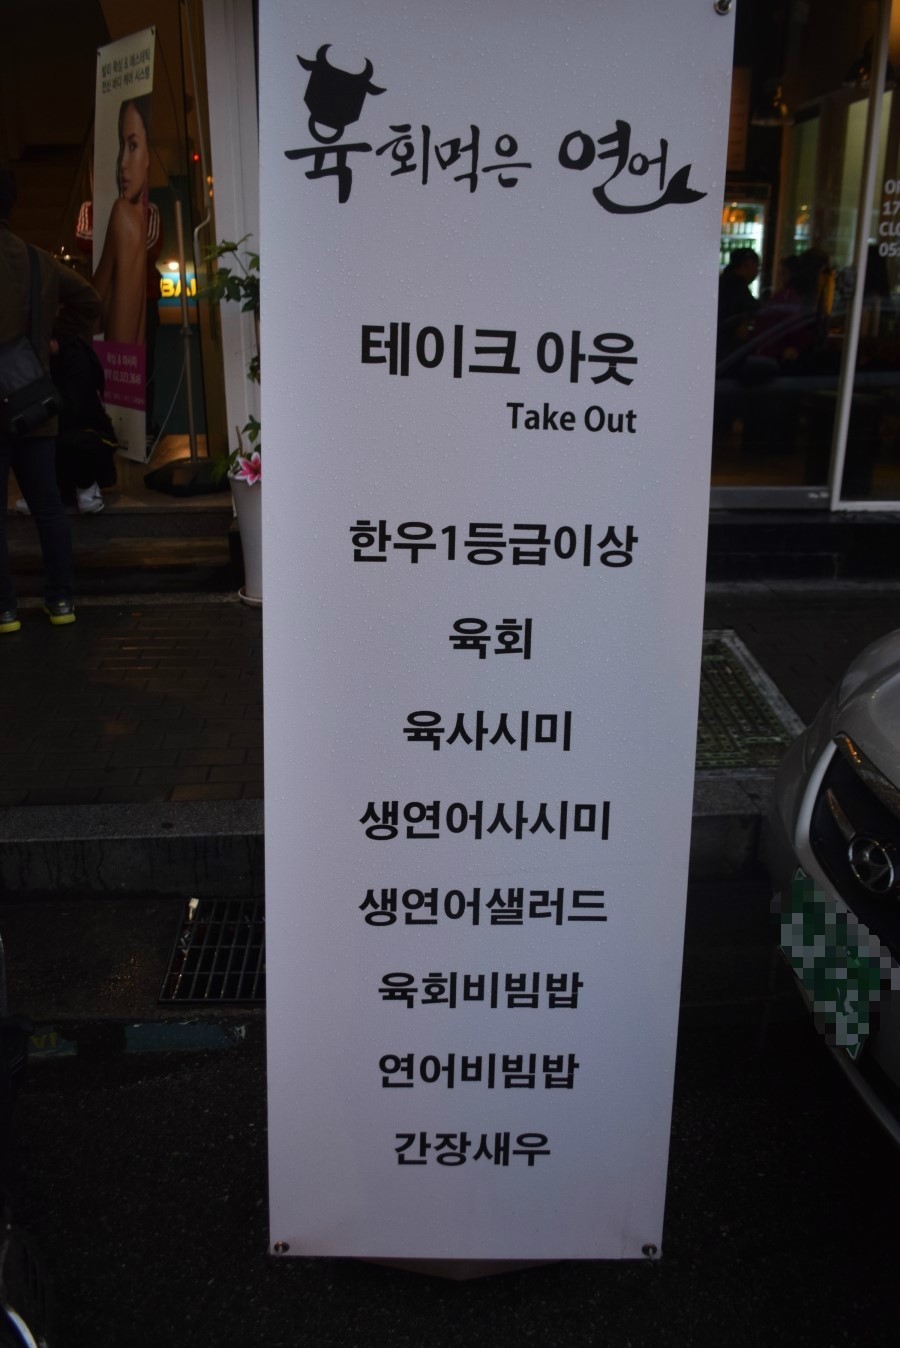 육회먹은 연어
테이크 아웃
Take Out
한우1등급이상
육회
육사시미
생연어사시미
생연어샐러드
육회비빔밥
연어비빔밥
간장새우